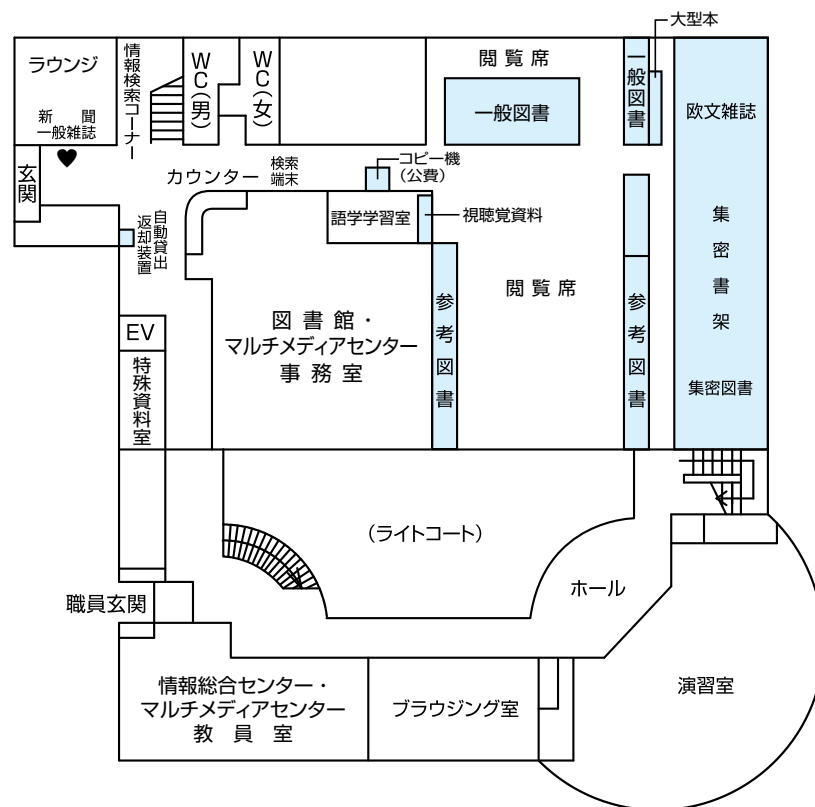 大型本
ラウンジ
新 聞
一般雑誌
情報検索コーナー
WC(男)
WC(女)
閲 覧 席
一般図書
一般図書
欧文雑誌
玄関
カウンター
検索
端末
コピー機
(公費)
語学学習室
視聴覚資料
自動貸出
返却装置
集密書架
閲 覧 席
図 書 館 ・
マルチメディアセンター
事 務 室
参考図書
参考図書
EV
特殊資料室
集密図書
(ライトコート)
ホール
職員玄関
情報総合センター・
マルチメディアセンター
教 員 室
ブラウジング室
演習室